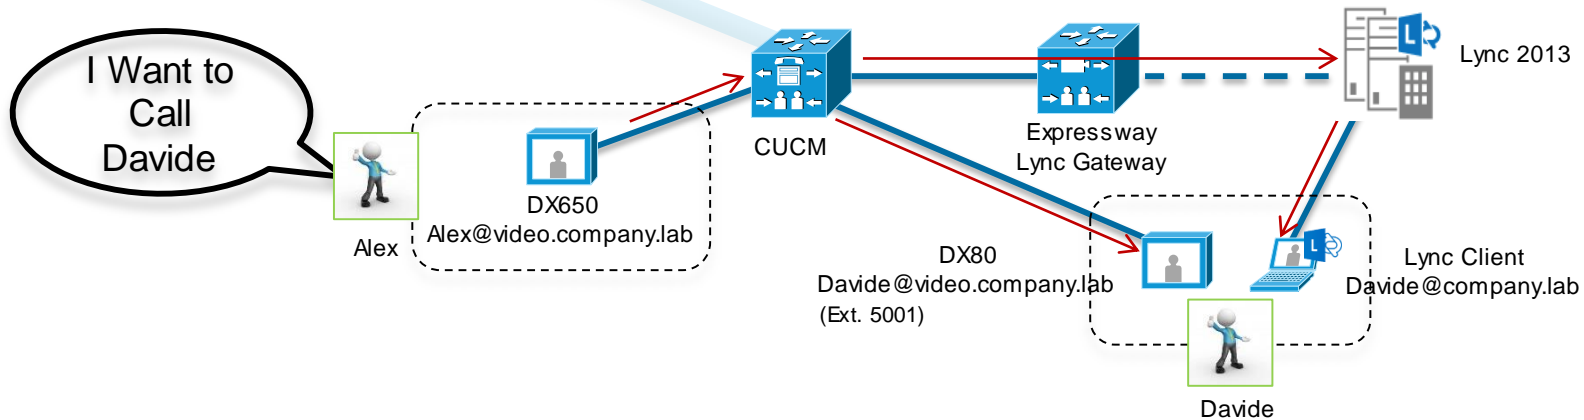 I Want to
Call
Davide
Alex
DX650
Alex@video.company.lab
CUCM
Expressway
Lync Gateway
L
Lync 2013
DX80
Davide@video.company.lab
(Ext. 5001)
L
Lync Client
Davide@company.lab
Davide